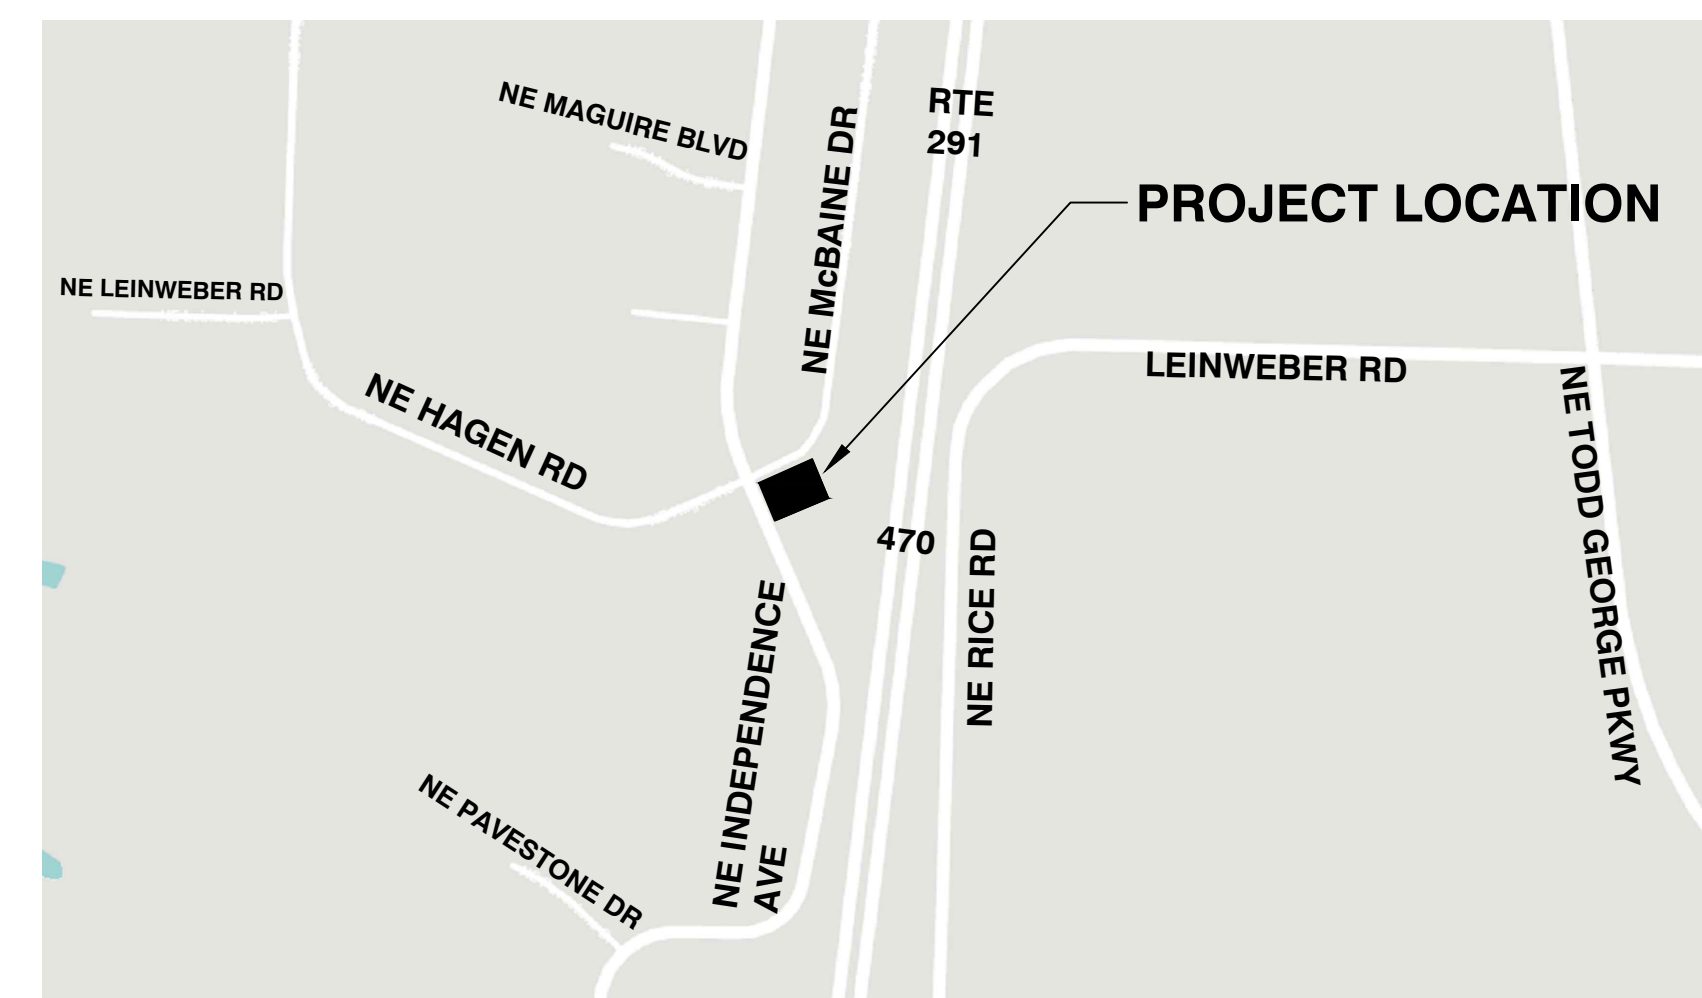 NE MAGUIRE BLVD
NE McBAINE DR
RTE
291
PROJECT LOCATION
NE LEINWEBER RD
LEINWEBER RD
NE HAGEN RD
NE TODD GEORGE PKWY
470
NE RICE RD
NE INDEPENDENCE
AVE
NE PAVESTONE DR